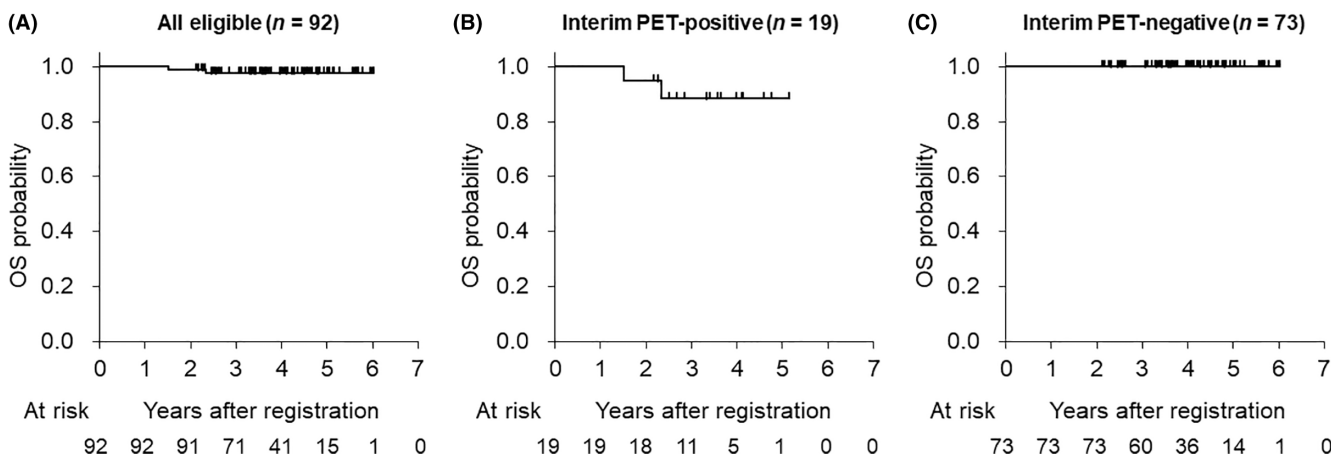 (A) All eligible (n = 92)
1.0
0.8
0.6
0.4
0.2
0.0
OS probability
0 1 2 3 4 5 6 7
At risk Years after registration
92 92 91 71 41 15 1 0
(B) Interim PET-positive (n = 19)
1.0
0.8
0.6
0.4
0.2
0.0
OS probability
0 1 2 3 4 5 6 7
At risk Years after registration
19 19 18 11 5 1 0 0
(C) Interim PET-negative (n = 73)
1.0
0.8
0.6
0.4
0.2
0.0
OS probability
0 1 2 3 4 5 6 7
At risk Years after registration
73 73 73 60 36 14 1 0